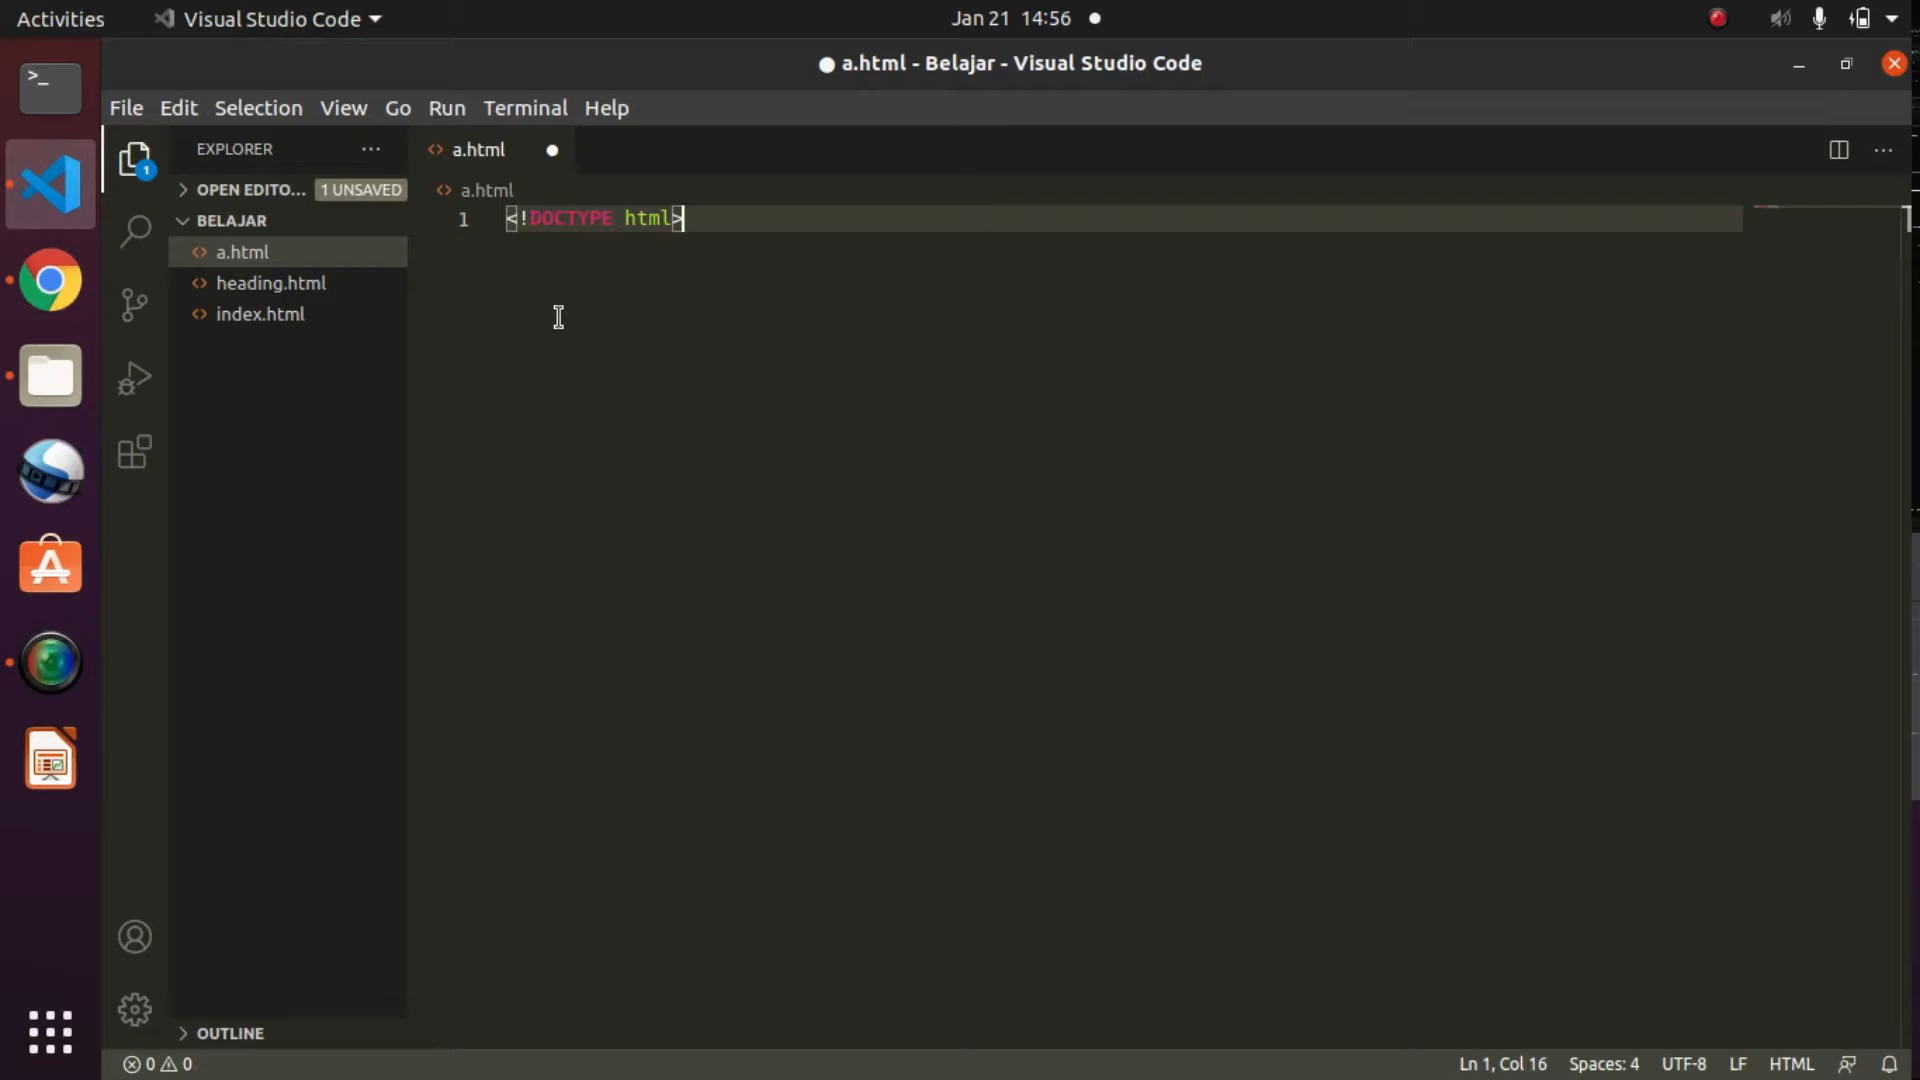 Activities
Visual Studio Code
Jan 21 14:56
a.html - Belajar - Visual Studio Code
File Edit Selection View Go Run Terminal Help
1
EXPLORER
a.html
OPEN EDITO... 1 UNSAVED
a.html
BELAJAR
1 <!DOCTYPE html>
a.html
heading.html
index.html
OUTLINE
0 0
Ln 1, Col 16 Spaces: 4 UTF-8 LF HTML